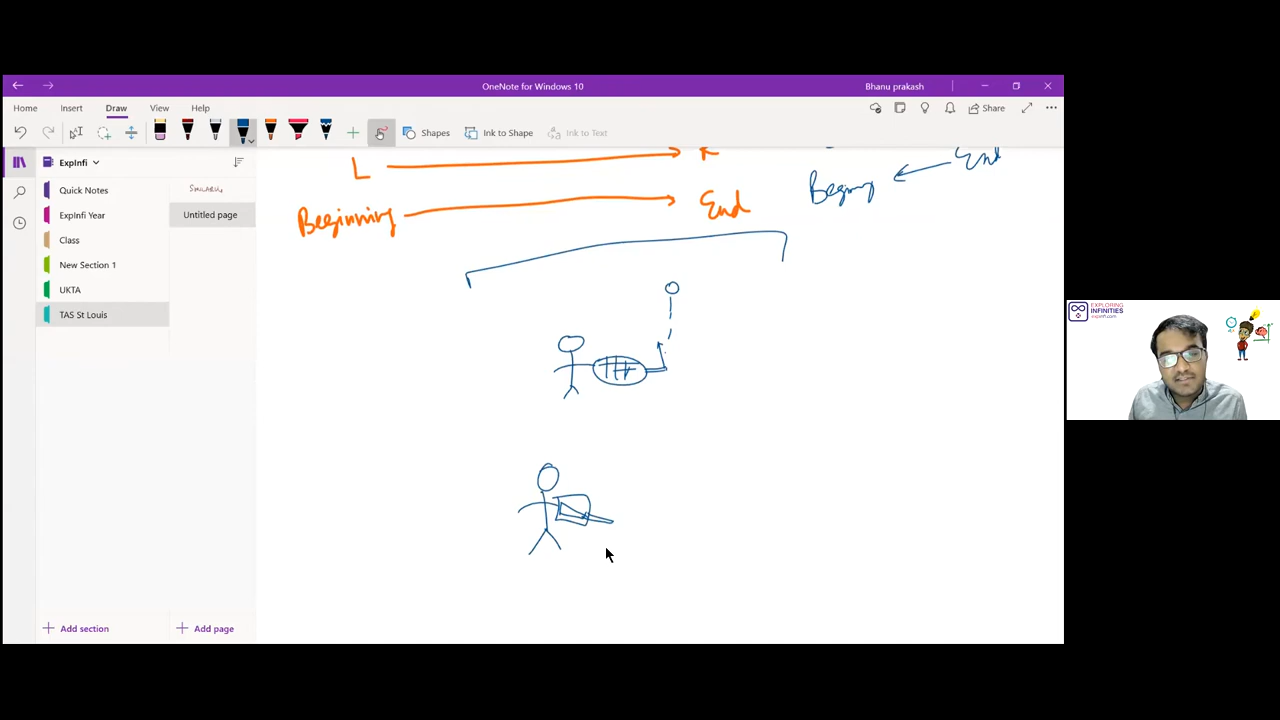 OneNote for Windows 10
Bhanu prakash
Home Insert Draw View Help
Share
Shapes Ink to Shape Ink to Text
ExpInfi
Quick Notes
ExpInfi Year
Class
New Section 1
UKTA
TAS St Louis
Untitled page
L
Beginning End
End
Add section
Add page
EXPLORING
INFINITIES
expinfi.com